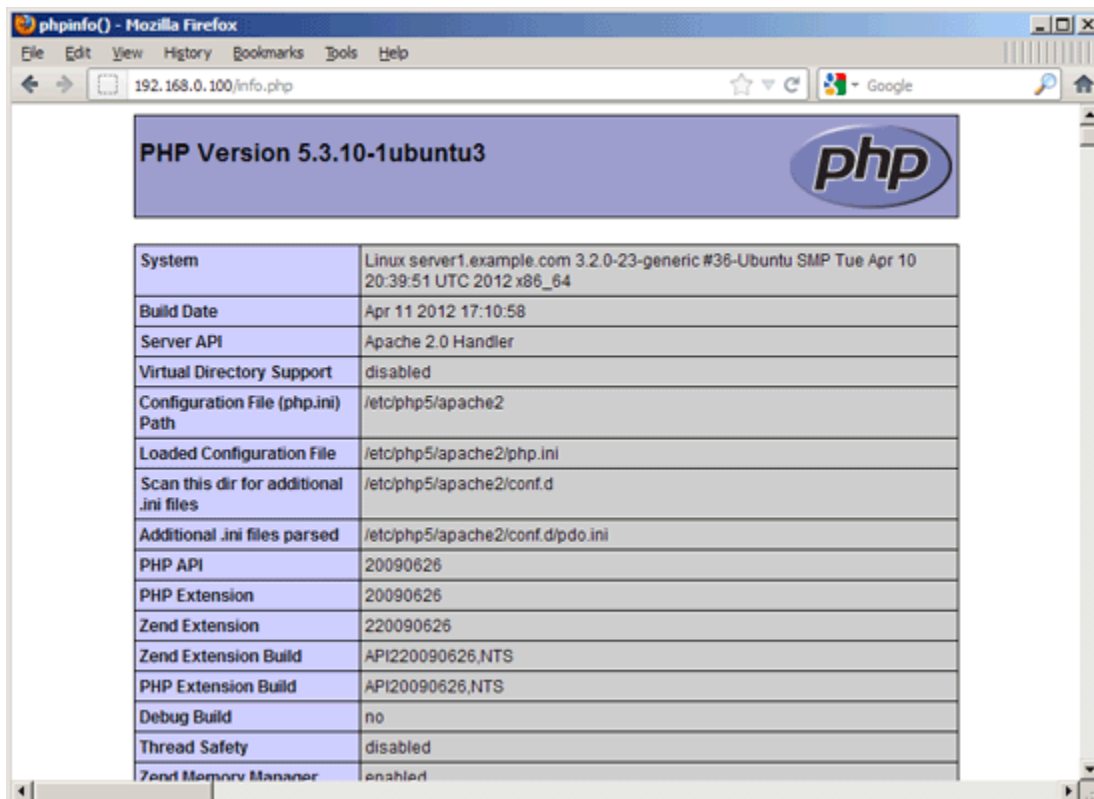 phpinfo() - Mozilla Firefox
File Edit View History Bookmarks Tools Help
192.168.0.100/info.php Google
PHP Version 5.3.10-1ubuntu3 php
System Linux server1.example.com 3.2.0-23-generic #36-Ubuntu SMP Tue Apr 10
20:39:51 UTC 2012 x86_64
Build Date Apr 11 2012 17:10:58
Server API Apache 2.0 Handler
Virtual Directory Support disabled
Configuration File (php.ini) /etc/php5/apache2
Path
Loaded Configuration File /etc/php5/apache2/php.ini
Scan this dir for additional /etc/php5/apache2/conf.d
.ini files
Additional .ini files parsed /etc/php5/apache2/conf.d/pdo.ini
PHP API 20090626
PHP Extension 20090626
Zend Extension 220090626
Zend Extension Build API220090626,NTS
PHP Extension Build API20090626,NTS
Debug Build no
Thread Safety disabled
Zend Memory Manager enabled